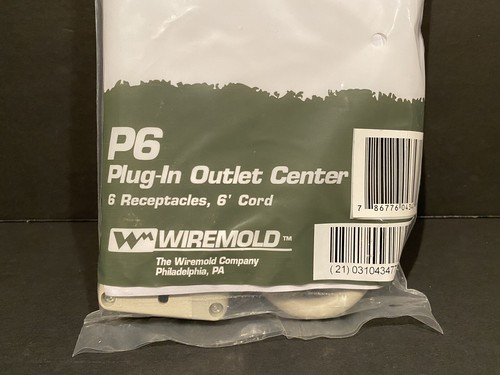 P6
Plug-In Outlet Center
6 Receptacles, 6' Cord
WIREMOLD™
The Wiremold Company
Philadelphia, PA